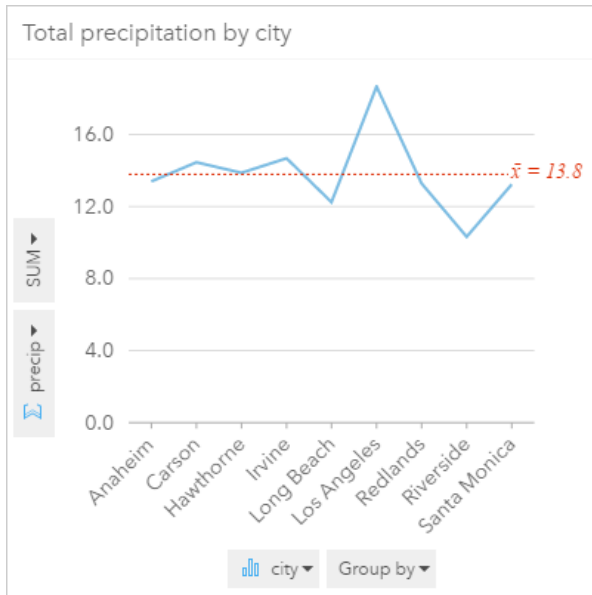 Total precipitation by city
16.0
x̄ = 13.8
12.0
8.0
4.0
0.0
SUM
precip
Anaheim
Carson
Hawthorne
Irvine
Long Beach
Los Angeles
Redlands
Riverside
Santa Monica
city
Group by